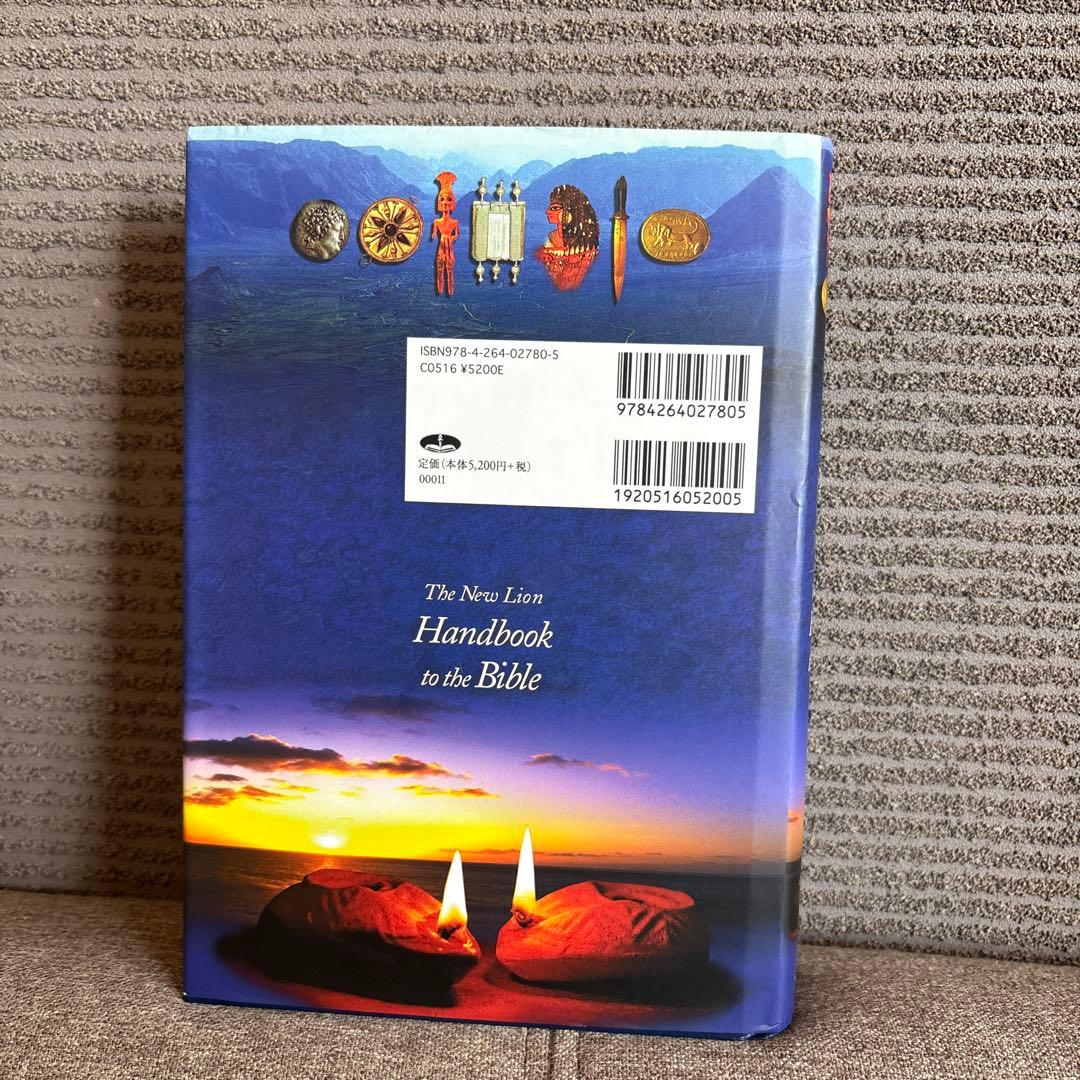 ISBN978-4-264-02780-5
C0516 ¥5200E
9784264027805
定価(本体5,200円+税)
00011
1920516052005
The New Lion
Handbook
to the Bible